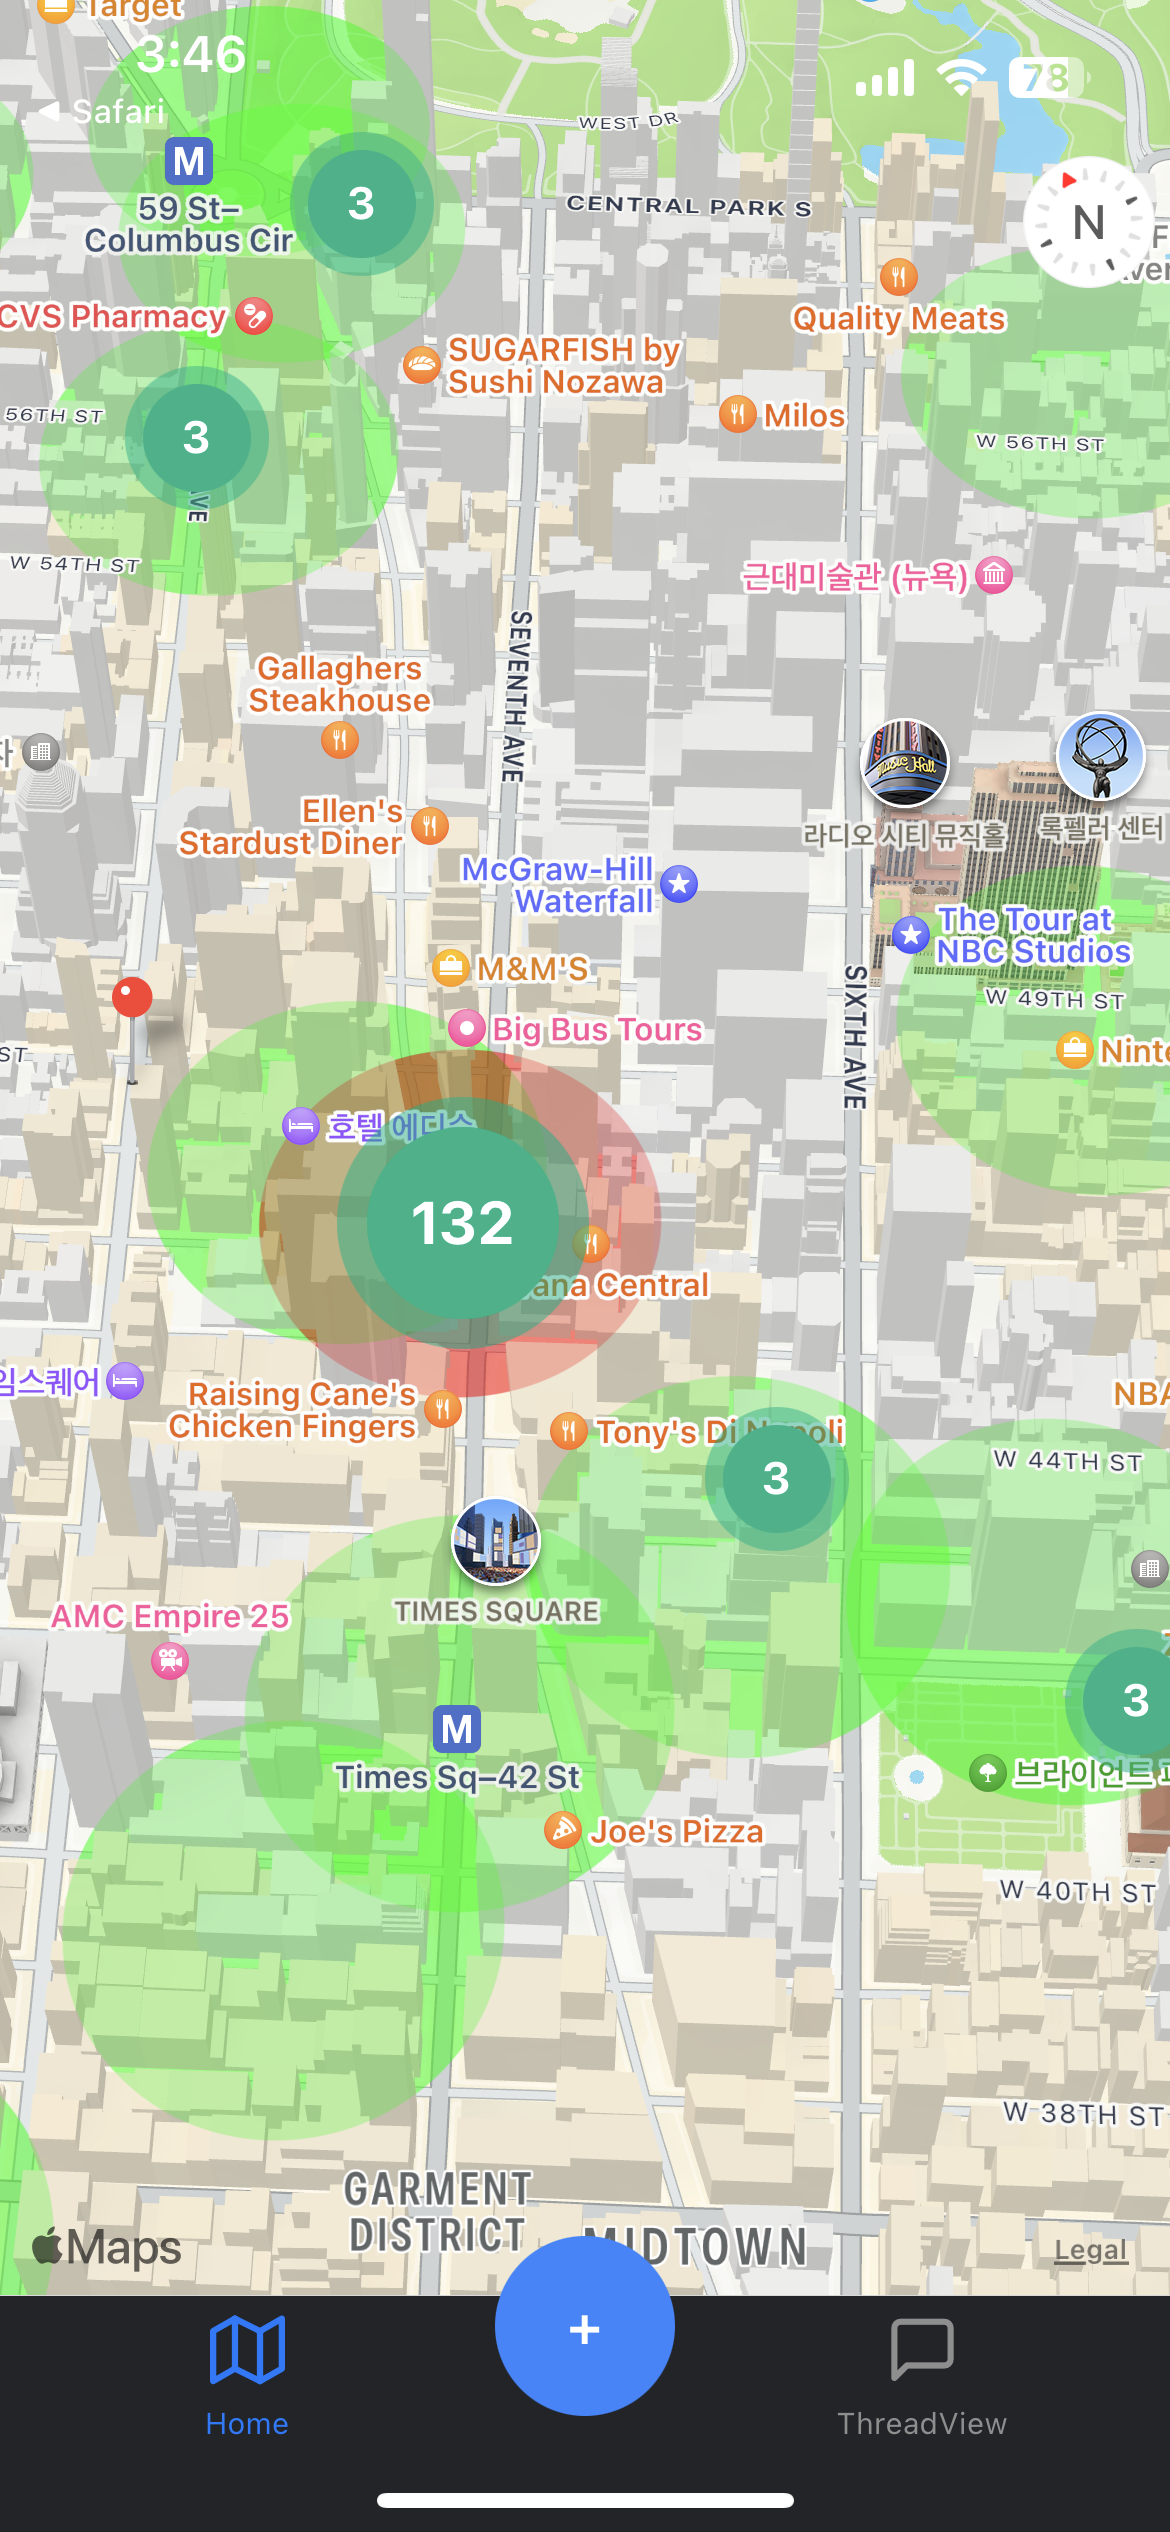 Target
3:46
Safari
78
WEST DR
M
59 St–
Columbus Cir
3
CENTRAL PARK S
N
CVS Pharmacy
Quality Meats
SUGARFISH by
Sushi Nozawa
Milos
56TH ST
3
W 56TH ST
AVE
W 54TH ST
근대미술관 (뉴욕)
SEVENTH AVE
Gallaghers
Steakhouse
Music Hall
라디오 시티 뮤직홀
록펠러 센터
Ellen's
Stardust Diner
McGraw-Hill
Waterfall
The Tour at
NBC Studios
M&M'S
W 49TH ST
SIXTH AVE
Big Bus Tours
ST
호텔 에디슨
132
ana Central
임스퀘어
Raising Cane's
Chicken Fingers
NBA
Tony's Di Napoli
W 44TH ST
3
TIMES SQUARE
AMC Empire 25
3
M
Times Sq–42 St
브라이언트
Joe's Pizza
W 40TH ST
W 38TH ST
GARMENT
DISTRICT
MIDTOWN
Maps
Legal
+
Home
ThreadView